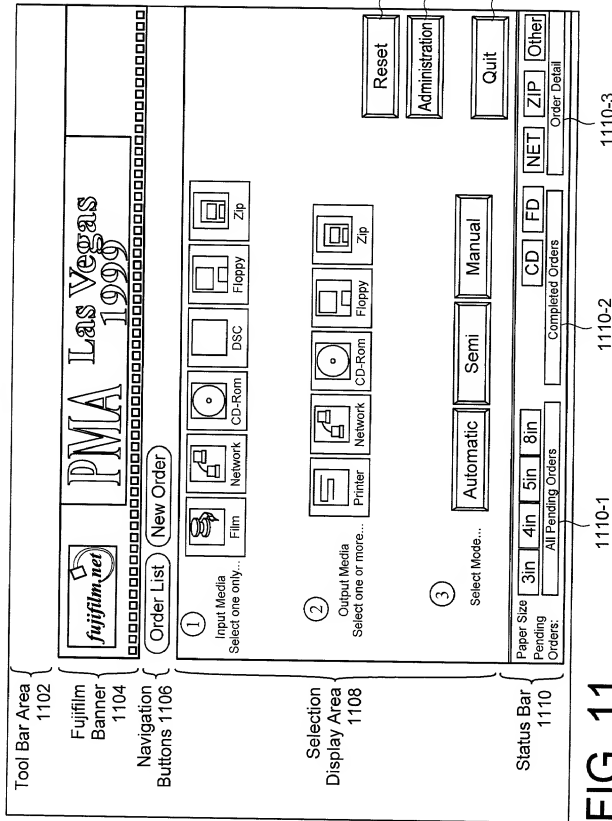 Tool Bar Area
1102
Fujifilm
Banner
1104
fujifilm.net
PMA Las Vegas
1999
Navigation
Buttons 1106
Order List
New Order
Selection
Display Area
1108
1
Input Media
Select one only...
Film
Network
CD-Rom
DSC
Floppy
Zip
2
Output Media
Select one or more...
Printer
Network
CD-Rom
Floppy
Zip
3
Select Mode...
Automatic
Semi
Manual
Reset
Administration
Quit
Status Bar
1110
Paper Size
Pending
Orders:
3in 4in 5in 8in
CD FD NET ZIP Other
All Pending Orders
Completed Orders
Order Detail
1110-1
1110-2
1110-3
FIG. 11